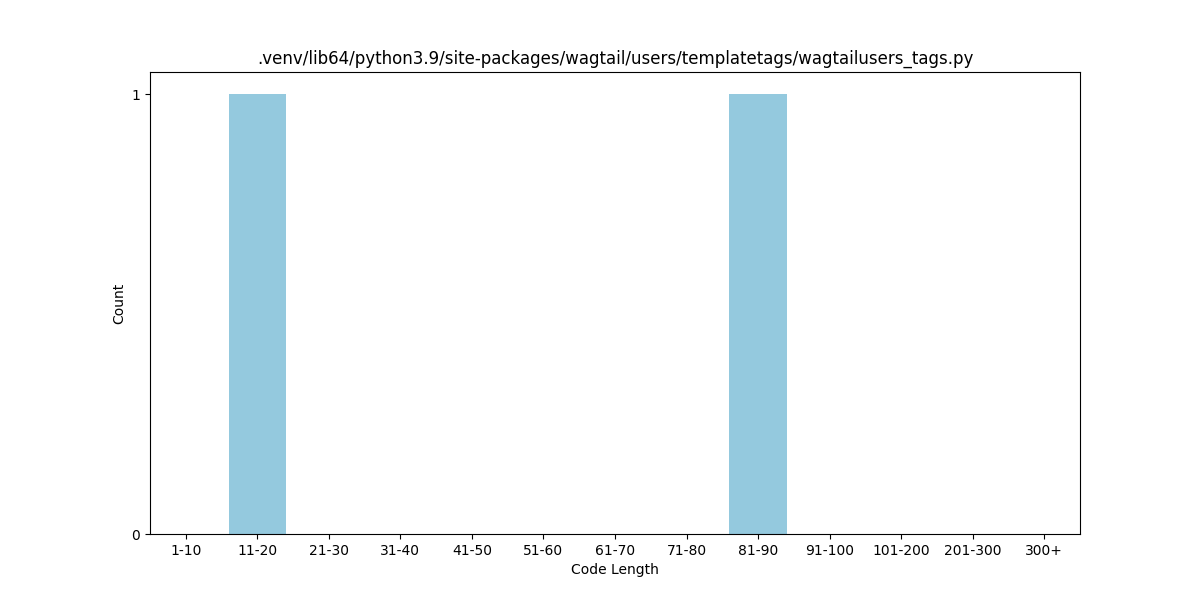 .venv/lib64/python3.9/site-packages/wagtail/users/templatetags/wagtailusers_tags.py
1
Count
0
1-10 11-20 21-30 31-40 41-50 51-60 61-70 71-80 81-90 91-100 101-200 201-300 300+
Code Length